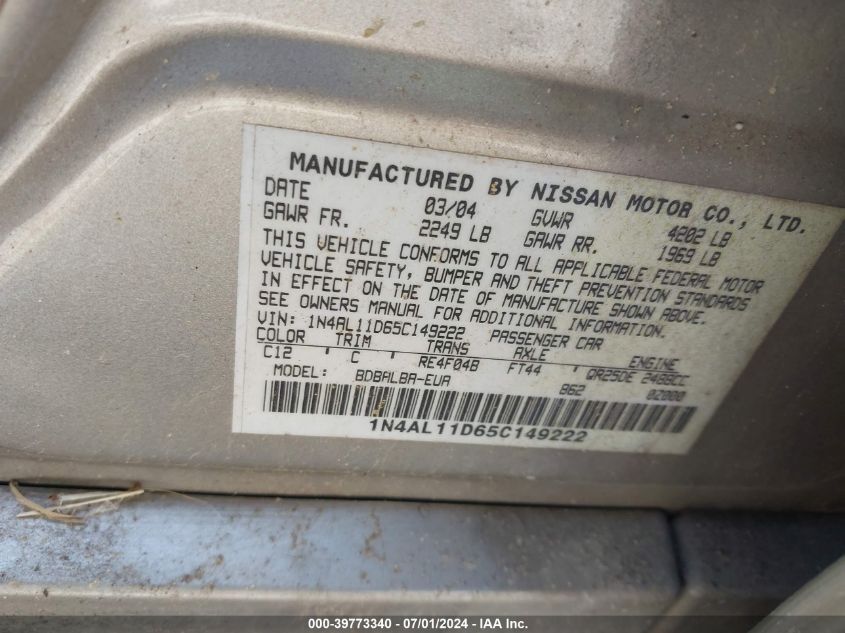 MANUFACTURED BY NISSAN MOTOR CO., LTD.
DATE 03/04 GVWR 4202 LB
GAWR FR. 2249 LB GAWR RR. 1969 LB
THIS VEHICLE CONFORMS TO ALL APPLICABLE FEDERAL MOTOR
VEHICLE SAFETY, BUMPER AND THEFT PREVENTION STANDARDS
IN EFFECT ON THE DATE OF MANUFACTURE SHOWN ABOVE.
SEE OWNERS MANUAL FOR ADDITIONAL INFORMATION.
VIN: 1N4AL11D65C149222 PASSENGER CAR
COLOR TRIM TRANS AXLE ENGINE
C12 C RE4F04B FT44 QR25DE 2488CC
MODEL: BDBALBA-EUA 862 02000
1N4AL11D65C149222
000-39773340 - 07/01/2024 - IAA Inc.